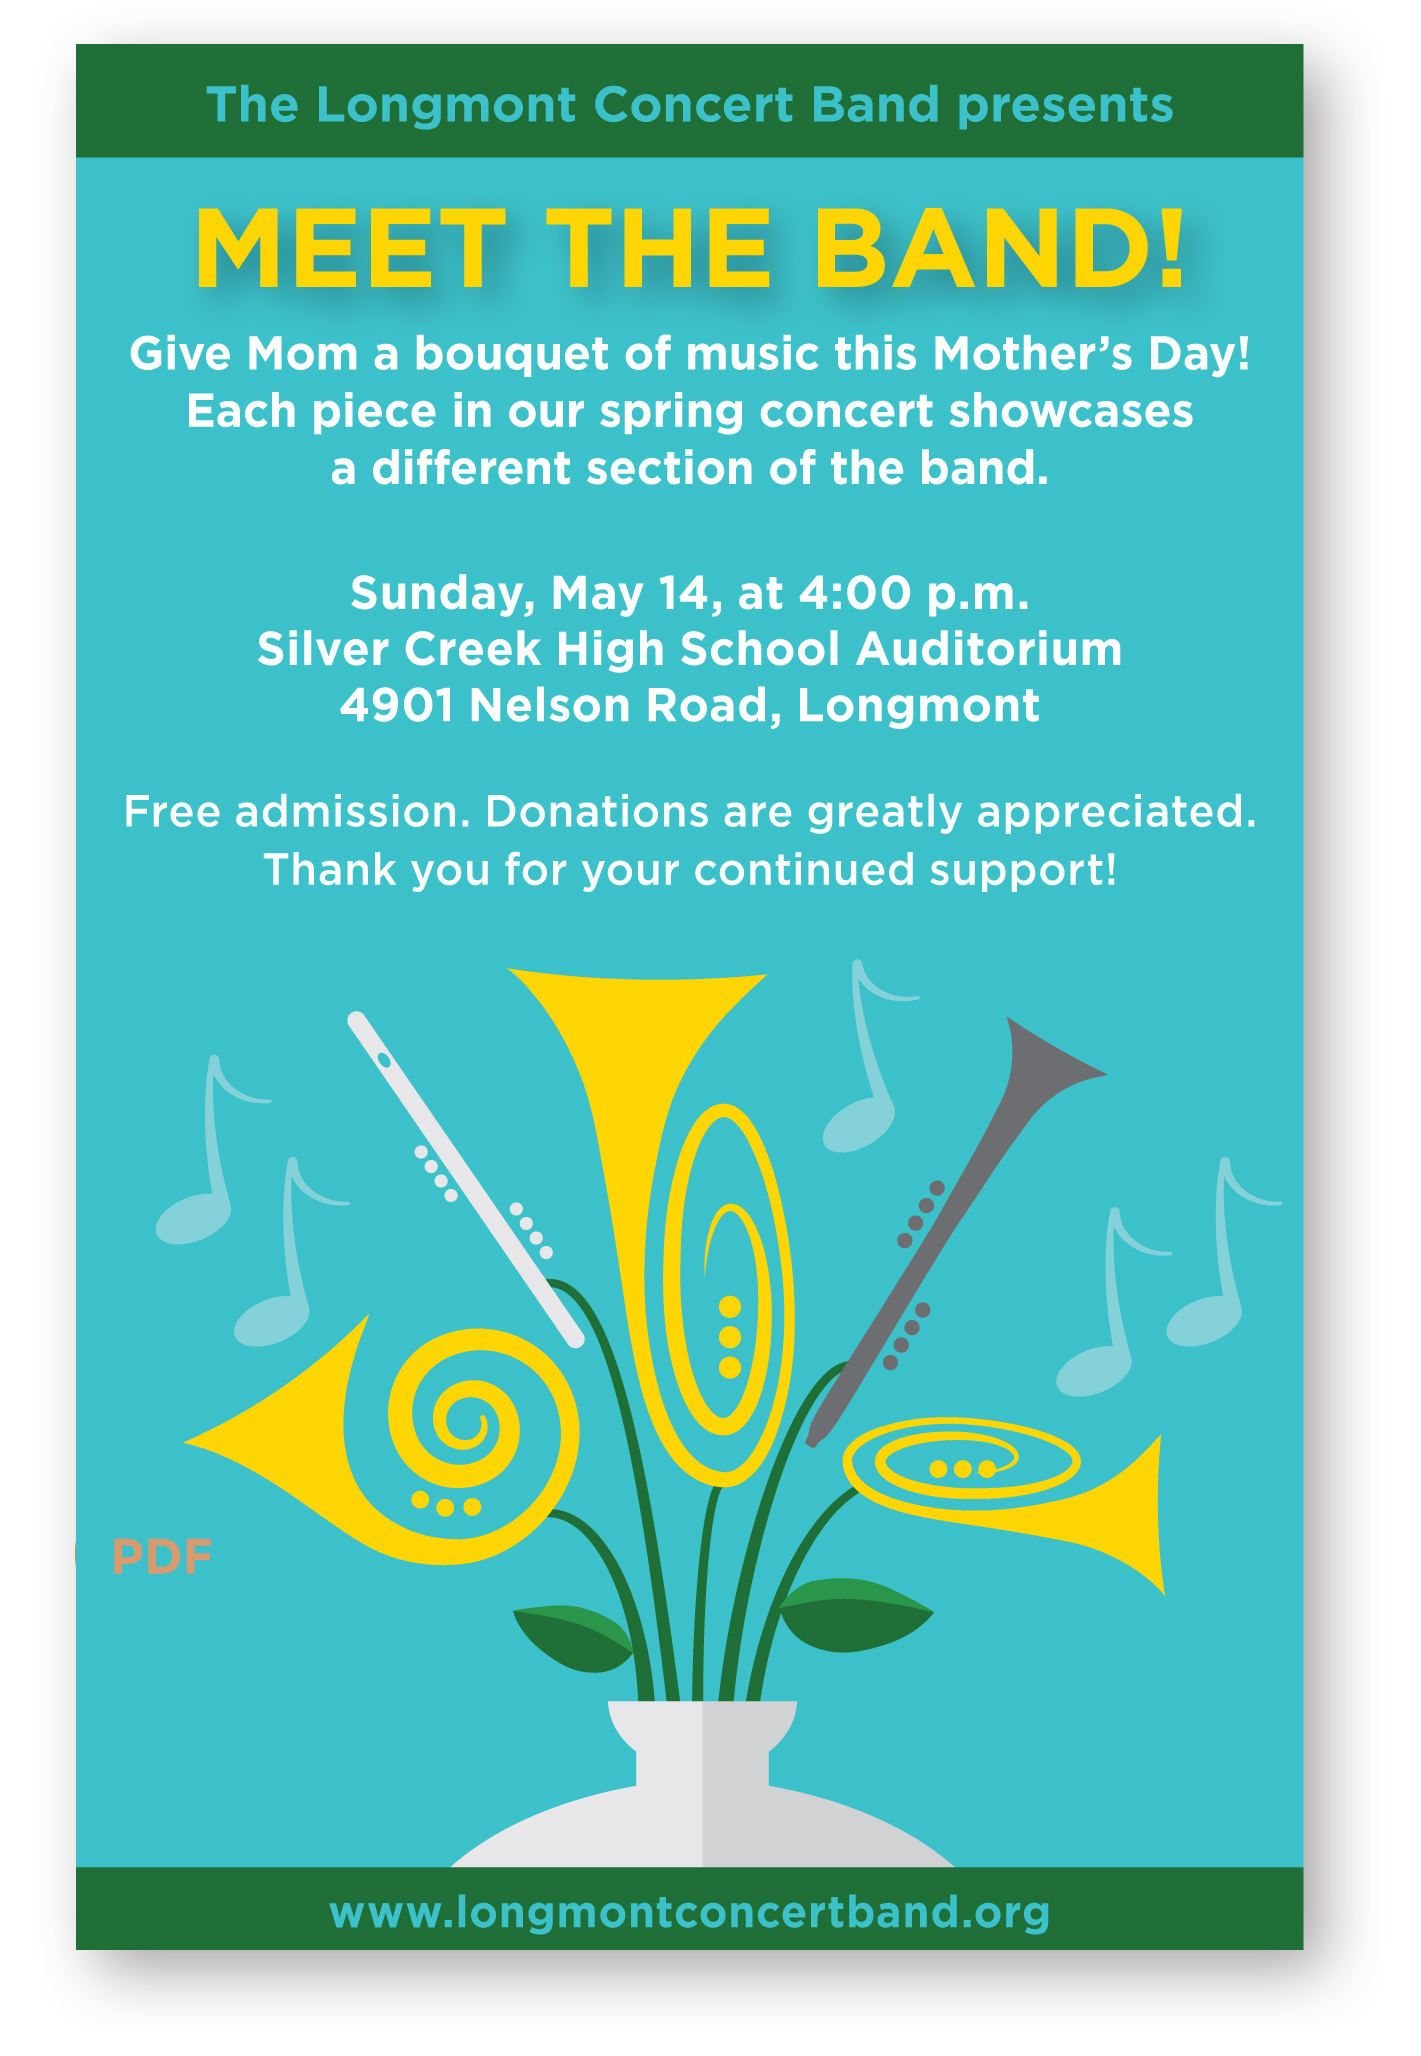 The Longmont Concert Band presents
MEET THE BAND!
Give Mom a bouquet of music this Mother’s Day!
Each piece in our spring concert showcases
a different section of the band.
Sunday, May 14, at 4:00 p.m.
Silver Creek High School Auditorium
4901 Nelson Road, Longmont
Free admission. Donations are greatly appreciated.
Thank you for your continued support!
PDF
www.longmontconcertband.org